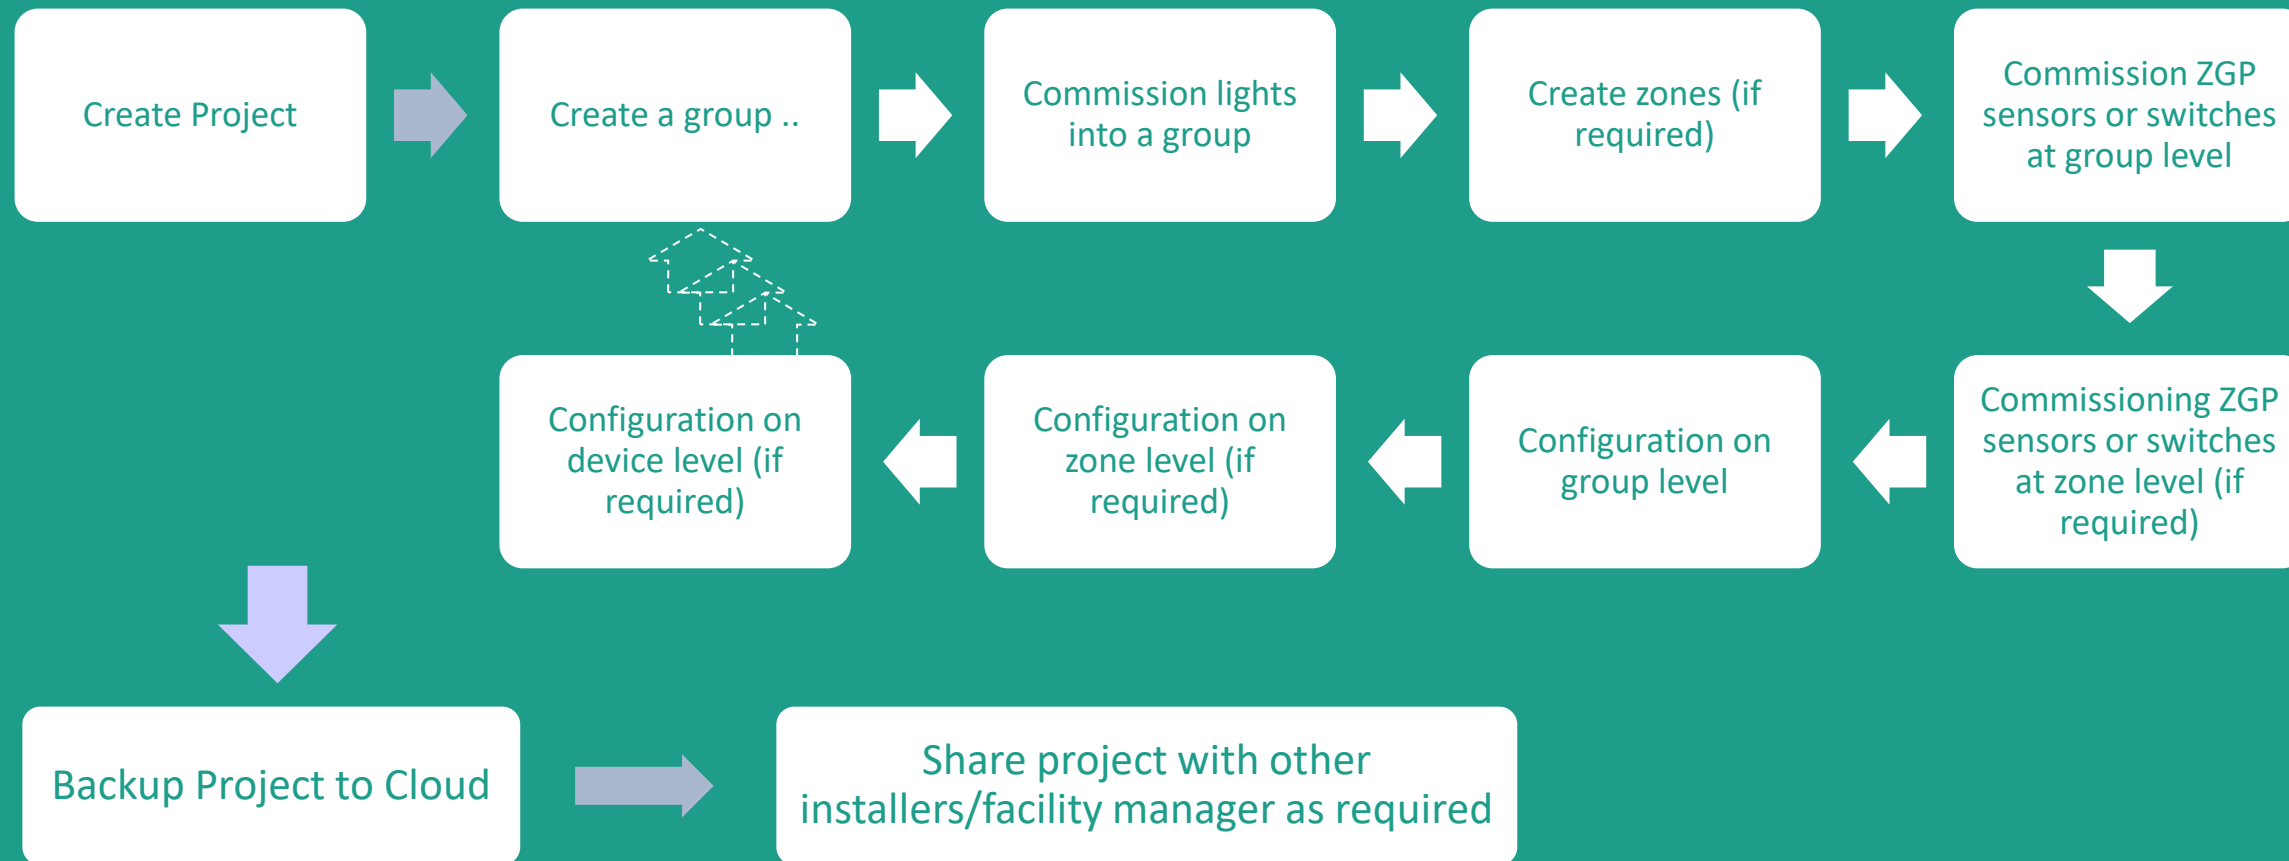 Create Project
Create a group ..
Commission lights
into a group
Create zones (if
required)
Commission ZGP
sensors or switches
at group level
Configuration on
device level (if
required)
Configuration on
zone level (if
required)
Configuration on
group level
Commissioning ZGP
sensors or switches
at zone level (if
required)
Backup Project to Cloud
Share project with other
installers/facility manager as required